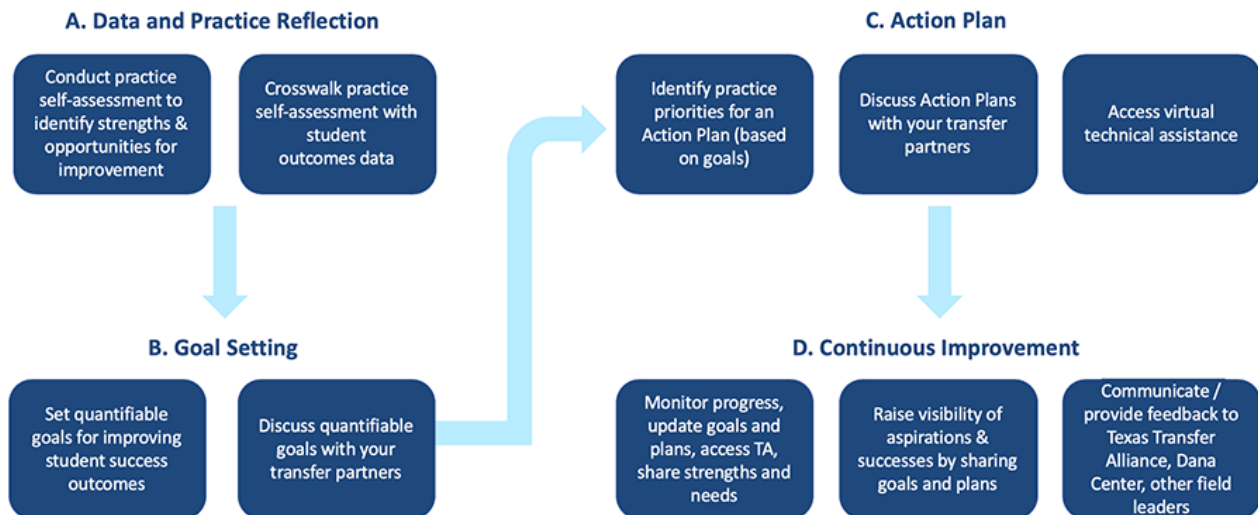 A. Data and Practice Reflection
Conduct practice
self-assessment to
identify strengths &
opportunities for
improvement
Crosswalk practice
self-assessment with
student
outcomes data
B. Goal Setting
Set quantifiable
goals for improving
student success
outcomes
Discuss quantifiable
goals with your
transfer partners
C. Action Plan
Identify practice
priorities for an
Action Plan (based
on goals)
Discuss Action Plans
with your transfer
partners
Access virtual
technical assistance
D. Continuous Improvement
Monitor progress,
update goals and
plans, access TA,
share strengths and
needs
Raise visibility of
aspirations &
successes by sharing
goals and plans
Communicate /
provide feedback to
Texas Transfer
Alliance, Dana
Center, other field
leaders